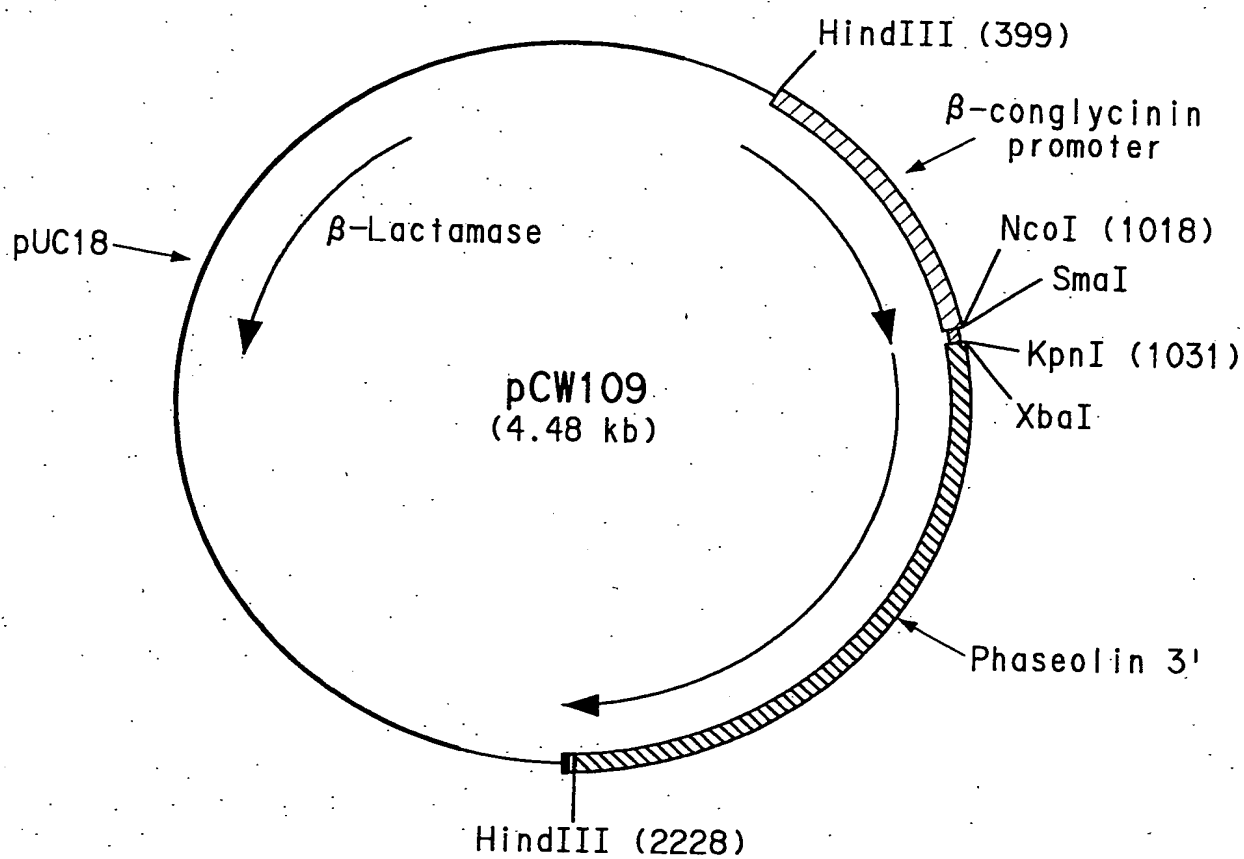 HindIII (399)
β-conglycinin
promoter
NcoI (1018)
SmaI
KpnI (1031)
XbaI
β-Lactamase
pUC18
pCW109
(4.48 kb)
Phaseolin 3'
HindIII (2228)